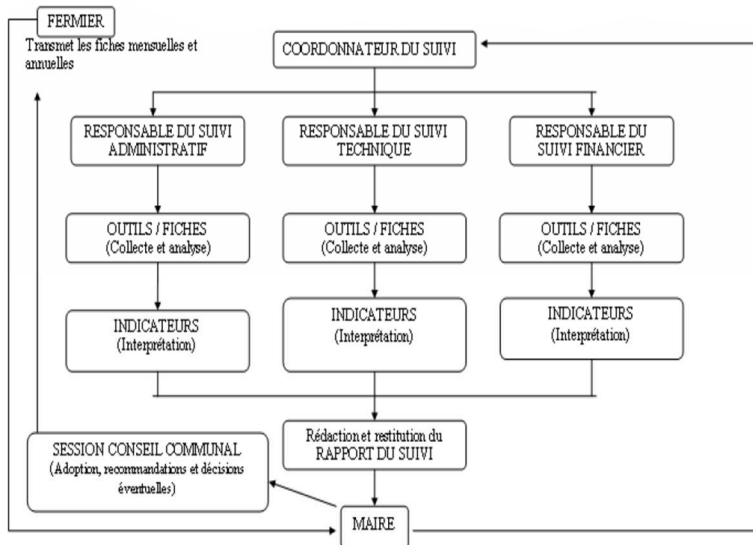 FERMIER
Transmet les fiches mensuelles et
annuelles
COORDONNATEUR DU SUIVI
RESPONSABLE DU SUIVI
ADMINISTRATIF
RESPONSABLE DU SUIVI
TECHNIQUE
RESPONSABLE DU
SUIVI FINANCIER
OUTILS / FICHES
(Collecte et analyse)
OUTILS / FICHES
(Collecte et analyse)
OUTILS / FICHES
(Collecte et analyse)
INDICATEURS
(Interprétation)
INDICATEURS
(Interprétation)
INDICATEURS
(Interprétation)
SESSION CONSEIL COMMUNAL
(Adoption, recommandations et décisions
éventuelles)
Rédaction et restitution du
RAPPORT DU SUIVI
MAIRE